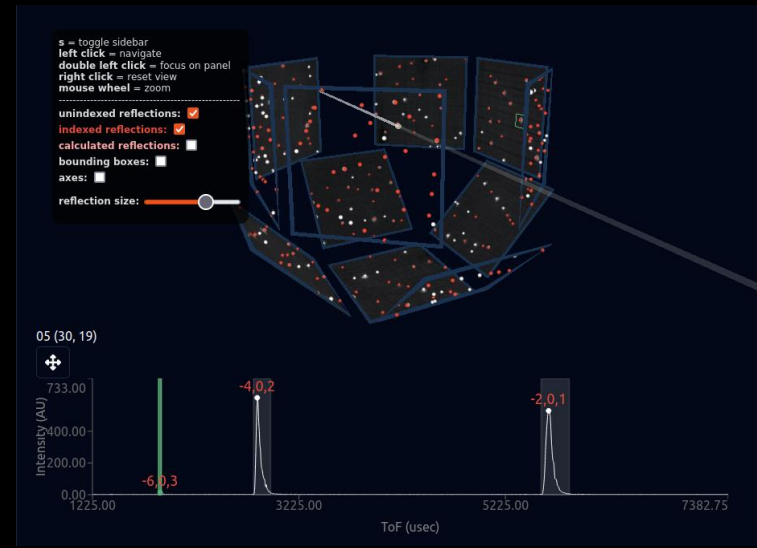 s = toggle sidebar
left click = navigate
double left click = focus on panel
right click = reset view
mouse wheel = zoom
unindexed reflections:
indexed reflections:
calculated reflections:
bounding boxes:
axes:
reflection size:
05 (30, 19)
733.00
400.00
200.00
0.00
Intensity (AU)
-6,0,3
-4,0,2
-2,0,1
1225.00
3225.00
5225.00
7382.75
ToF (usec)